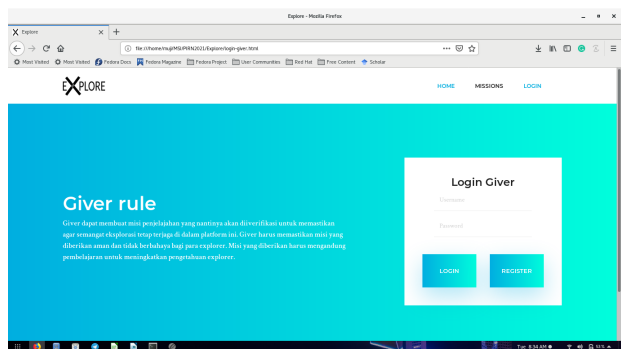 Explore - Mozilla Firefox
Explore
file:///home/muji/MSI/PIRN2021/Explore/login-giver.html
Most Visited Most Visited Fedora Docs Fedora Magazine Fedora Project User Communities Red Hat Free Content Scholar
EXPLORE
HOME MISSIONS LOGIN
Login Giver
Username
Password
LOGIN REGISTER
Giver rule
Giver dapat membuat misi penjelajahan yang nantinya akan diiverifikasi untuk memastikan
agar semangat eksplorasi tetap terjaga di dalam platform ini. Giver harus memastikan misi yang
diberikan aman dan tidak berbahaya bagi para explorer. Misi yang diberikan harus mengandung
pembelajaran untuk meningkatkan pengetahuan explorer.
Tue 8:34 AM